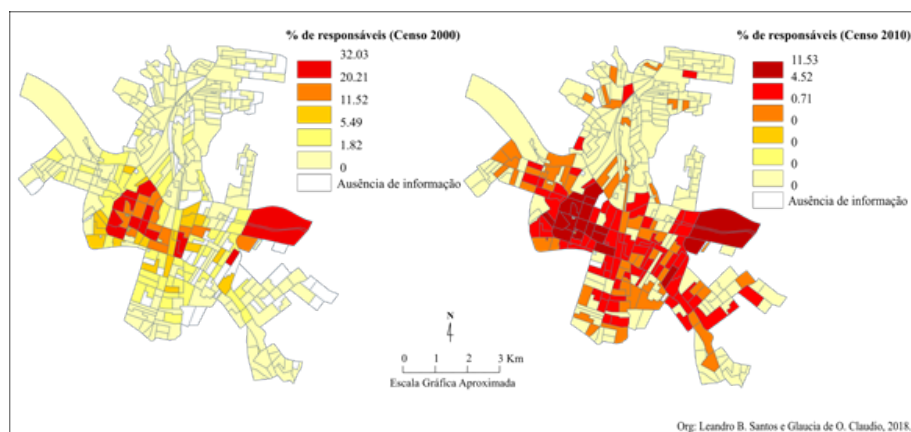 % de responsáveis (Censo 2000)
32.03
20.21
11.52
5.49
1.82
0
Ausência de informação
% de responsáveis (Censo 2010)
11.53
4.52
0.71
0
0
0
0
Ausência de informação
N
0 1 2 3 Km
Escala Gráfica Aproximada
Org: Leandro B. Santos e Glaucia de O. Claudio, 2018.